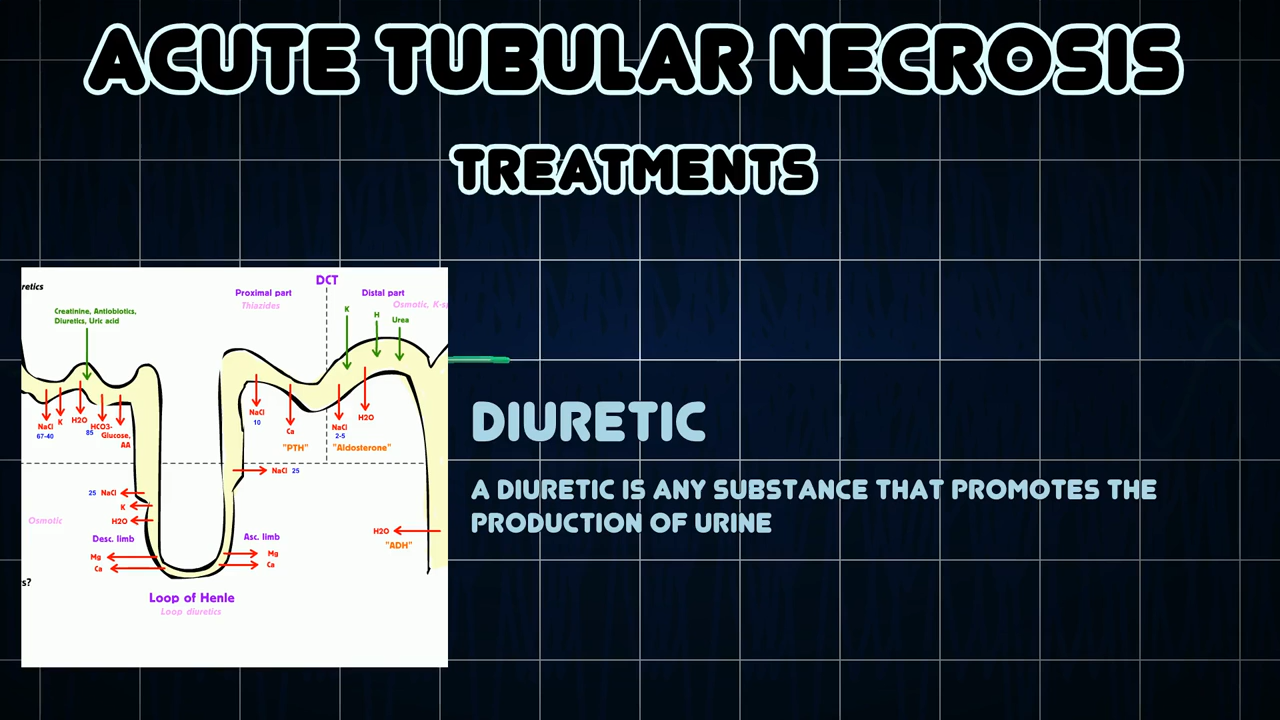 ACUTE TUBULAR NECROSIS
TREATMENTS
retics
DCT
Proximal part
Distal part
Thiazides
Osmotic, K-s
Creatinine, Antiobiotics,
Diuretics, Uric acid
K
H
Urea
NaCl
67-40
K
H2O
85
HCO3-
Glucose,
AA
NaCl
10
Ca
"PTH"
NaCl
2-5
H2O
"Aldosterone"
NaCl 25
25 NaCl
K
H2O
Osmotic
Desc. limb
Asc. limb
Mg
Ca
Mg
Ca
H2O
"ADH"
s?
Loop of Henle
Loop diuretics
DIURETIC
A DIURETIC IS ANY SUBSTANCE THAT PROMOTES THE
PRODUCTION OF URINE